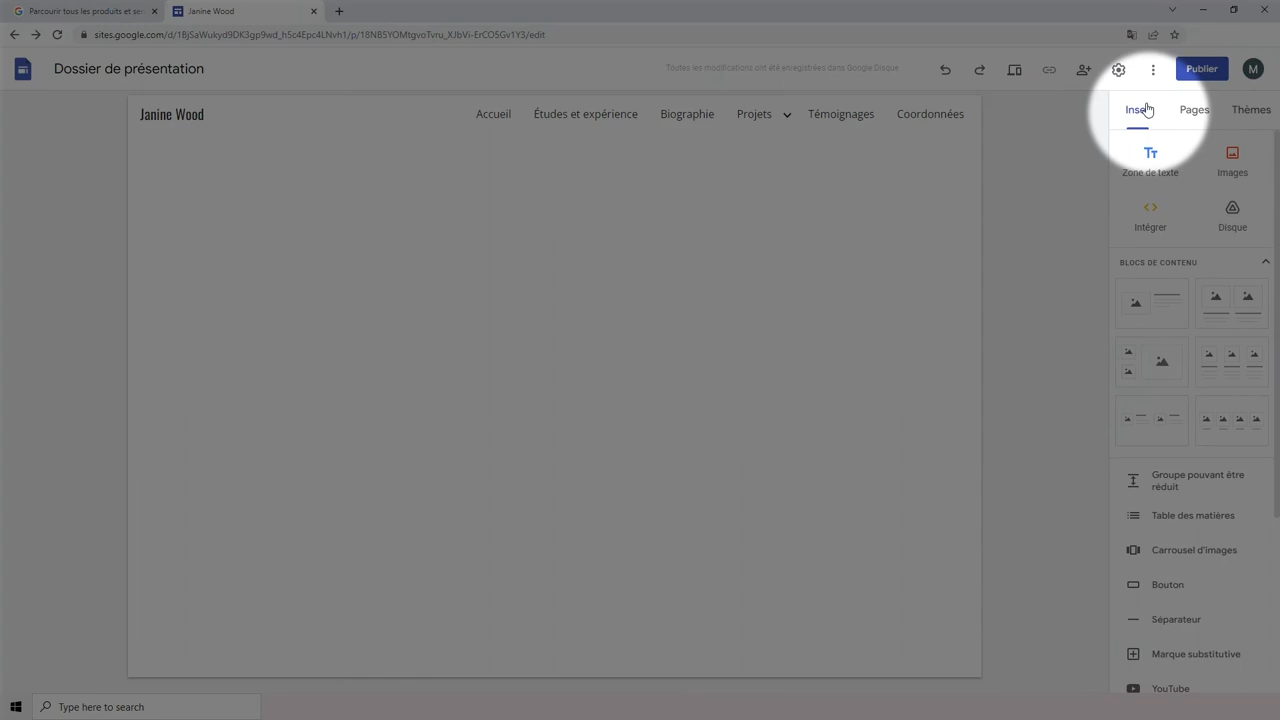 Parcourir tous les produits et se
Janine Wood
sites.google.com/d/1BjSaWukyd9DK3gp9wd_h5c4Epc4LNvh1/p/18NB5YOMtgvoTvru_XJbVi-ErCO5Gv1Y3/edit
Dossier de présentation
Toutes les modifications ont été enregistrées dans Google Disque
Publier
M
Janine Wood
Accueil
Études et expérience
Biographie
Projets
Témoignages
Coordonnées
Pages
Thèmes
Zone de texte
Images
Intégrer
Disque
BLOCS DE CONTENU
Groupe pouvant être
réduit
Table des matières
Carrousel d'images
Bouton
Séparateur
Marque substitutive
YouTube
Type here to search